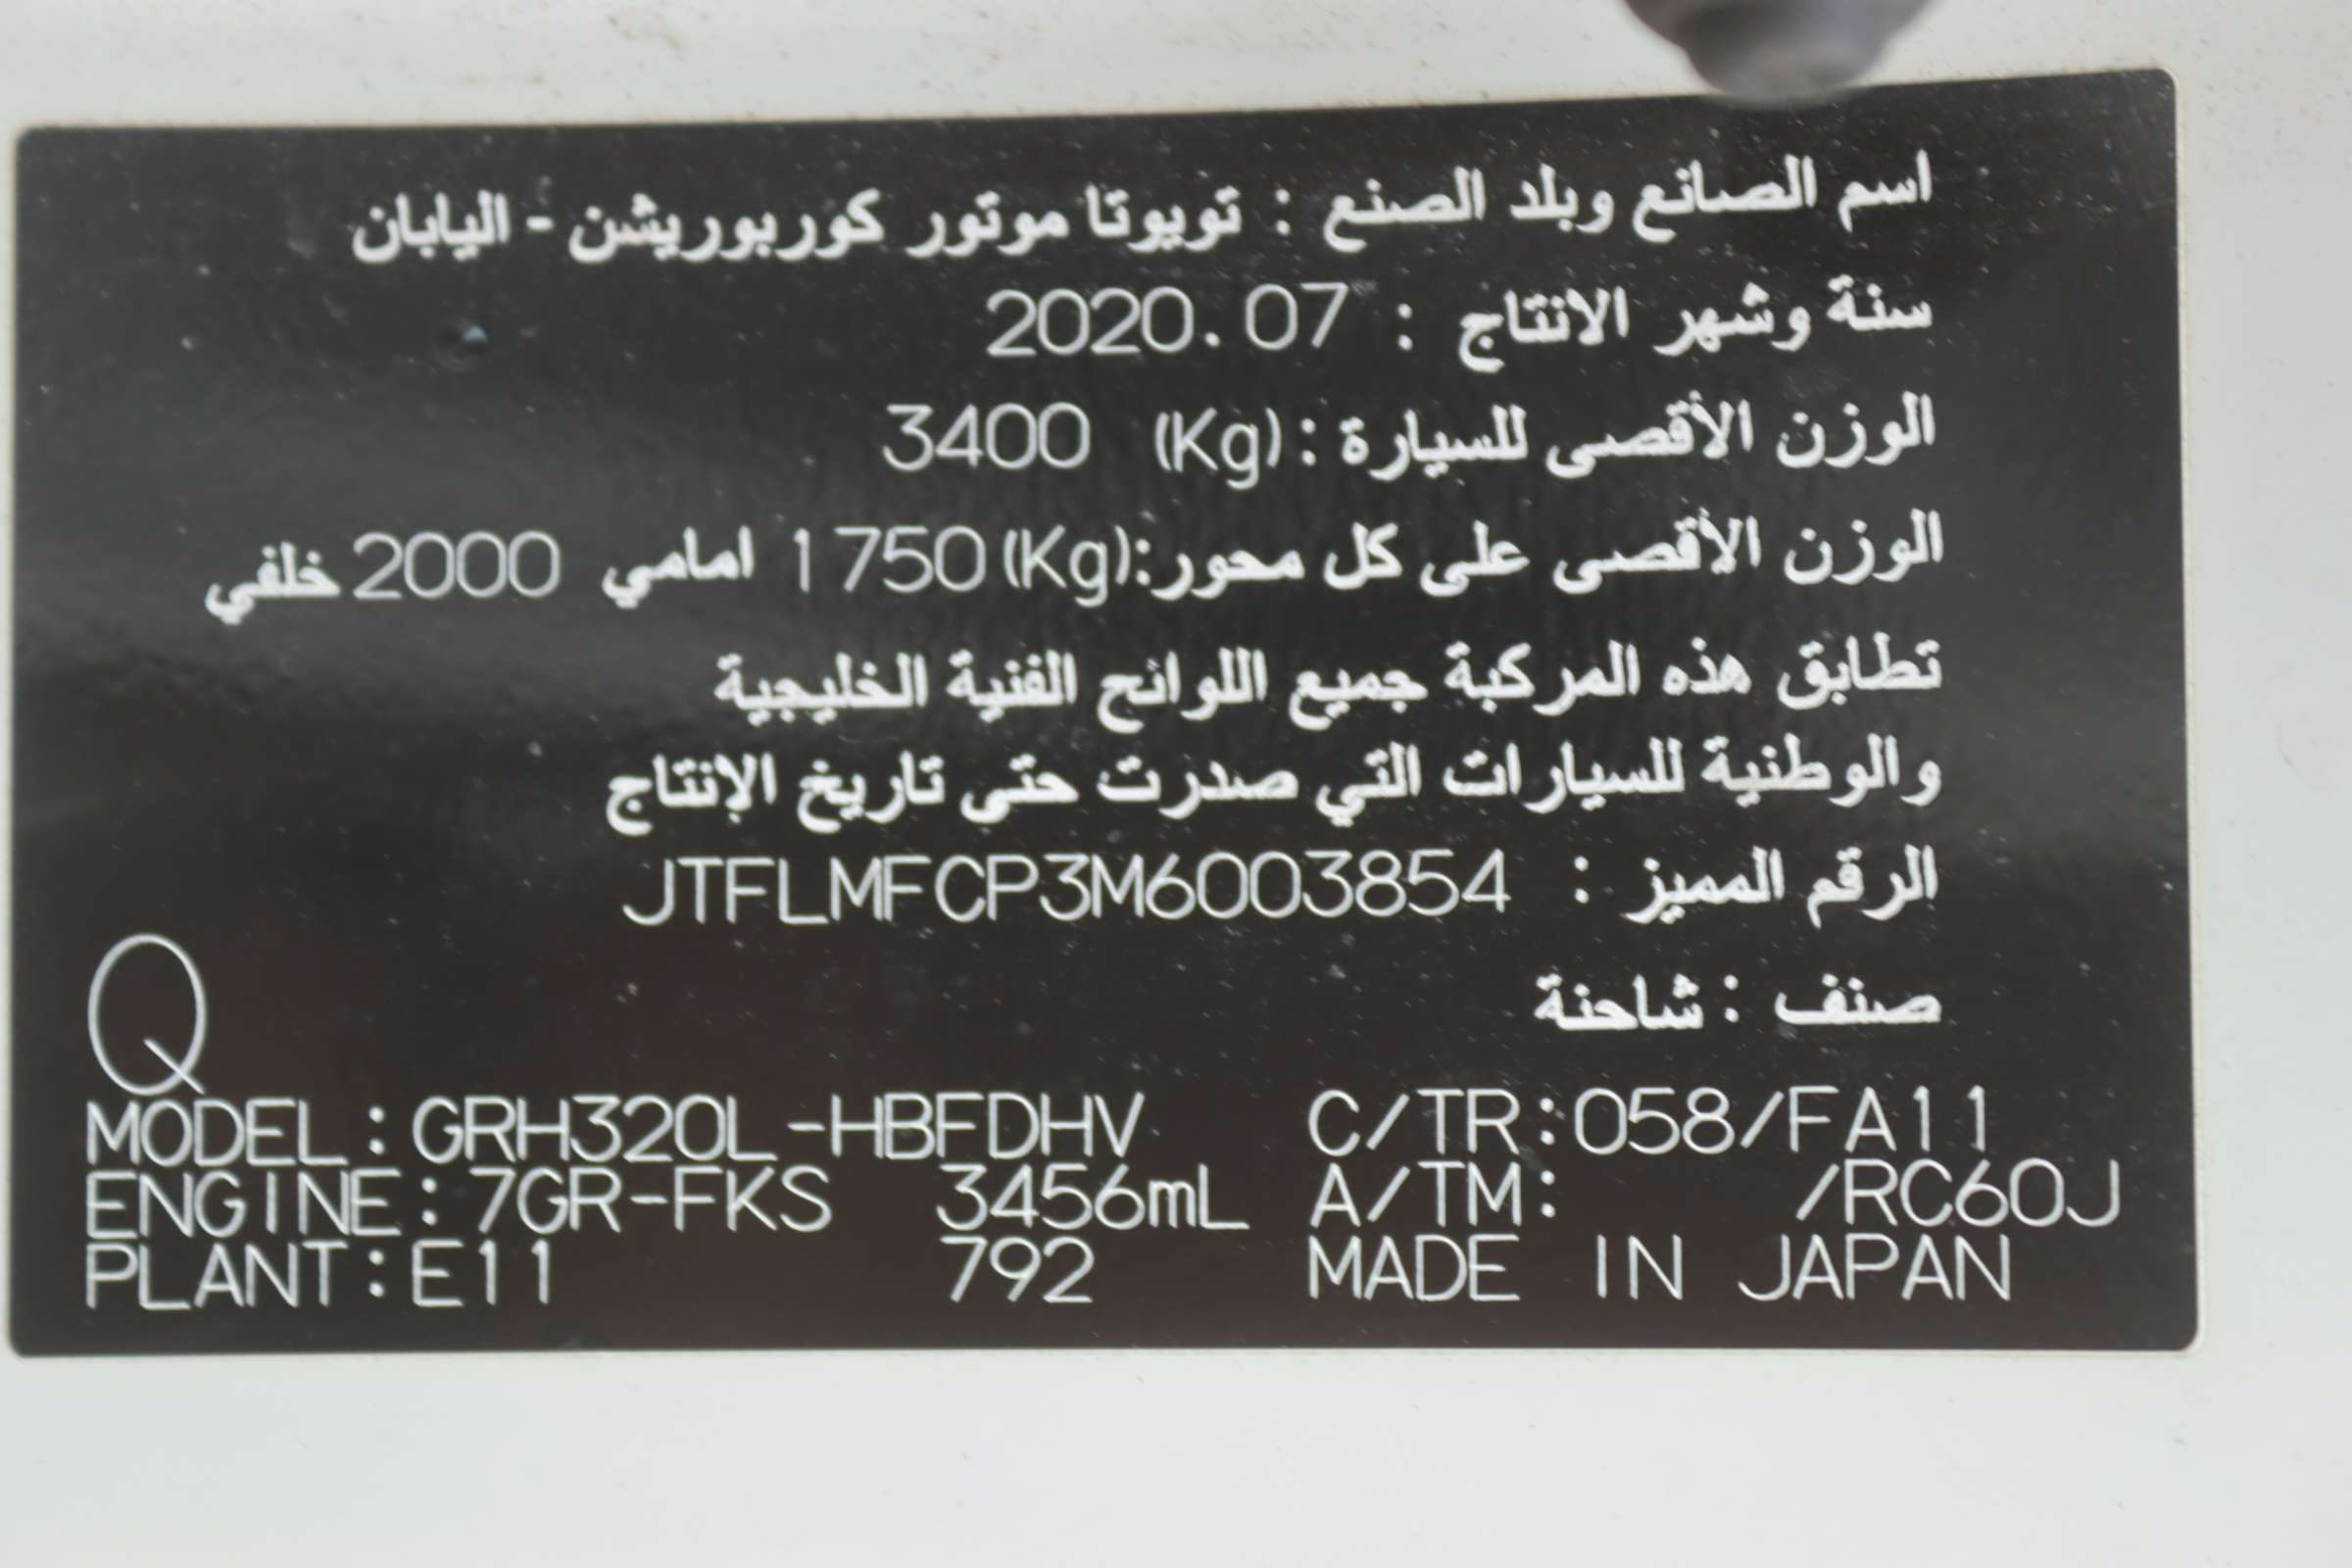 اسم الصانع وبلد الصنع : تويوتا موتور كوربوريشن - اليابان
سنة وشهر الانتاج : 2020.07
الوزن الأقصى للسيارة : (Kg) 3400
الوزن الأقصى على كل محور:(Kg) 1750 امامي 2000 خلفي
تطابق هذه المركبة جميع اللوائح الفنية الخليجية
والوطنية للسيارات التي صدرت حتى تاريخ الإنتاج
الرقم المميز : JTFLMFCP3M6003854
صنف : شاحنة
Q
MODEL:GRH320L-HBFDHV C/TR:058/FA11
ENGINE:7GR-FKS 3456mL A/TM: /RC60J
PLANT:E11 792 MADE IN JAPAN